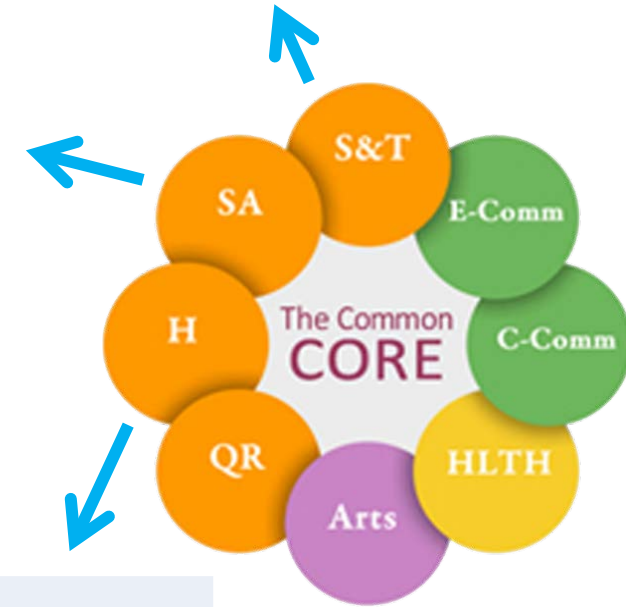 S&T
SA
E-Comm
H
The Common
CORE
C-Comm
QR
HLTH
Arts